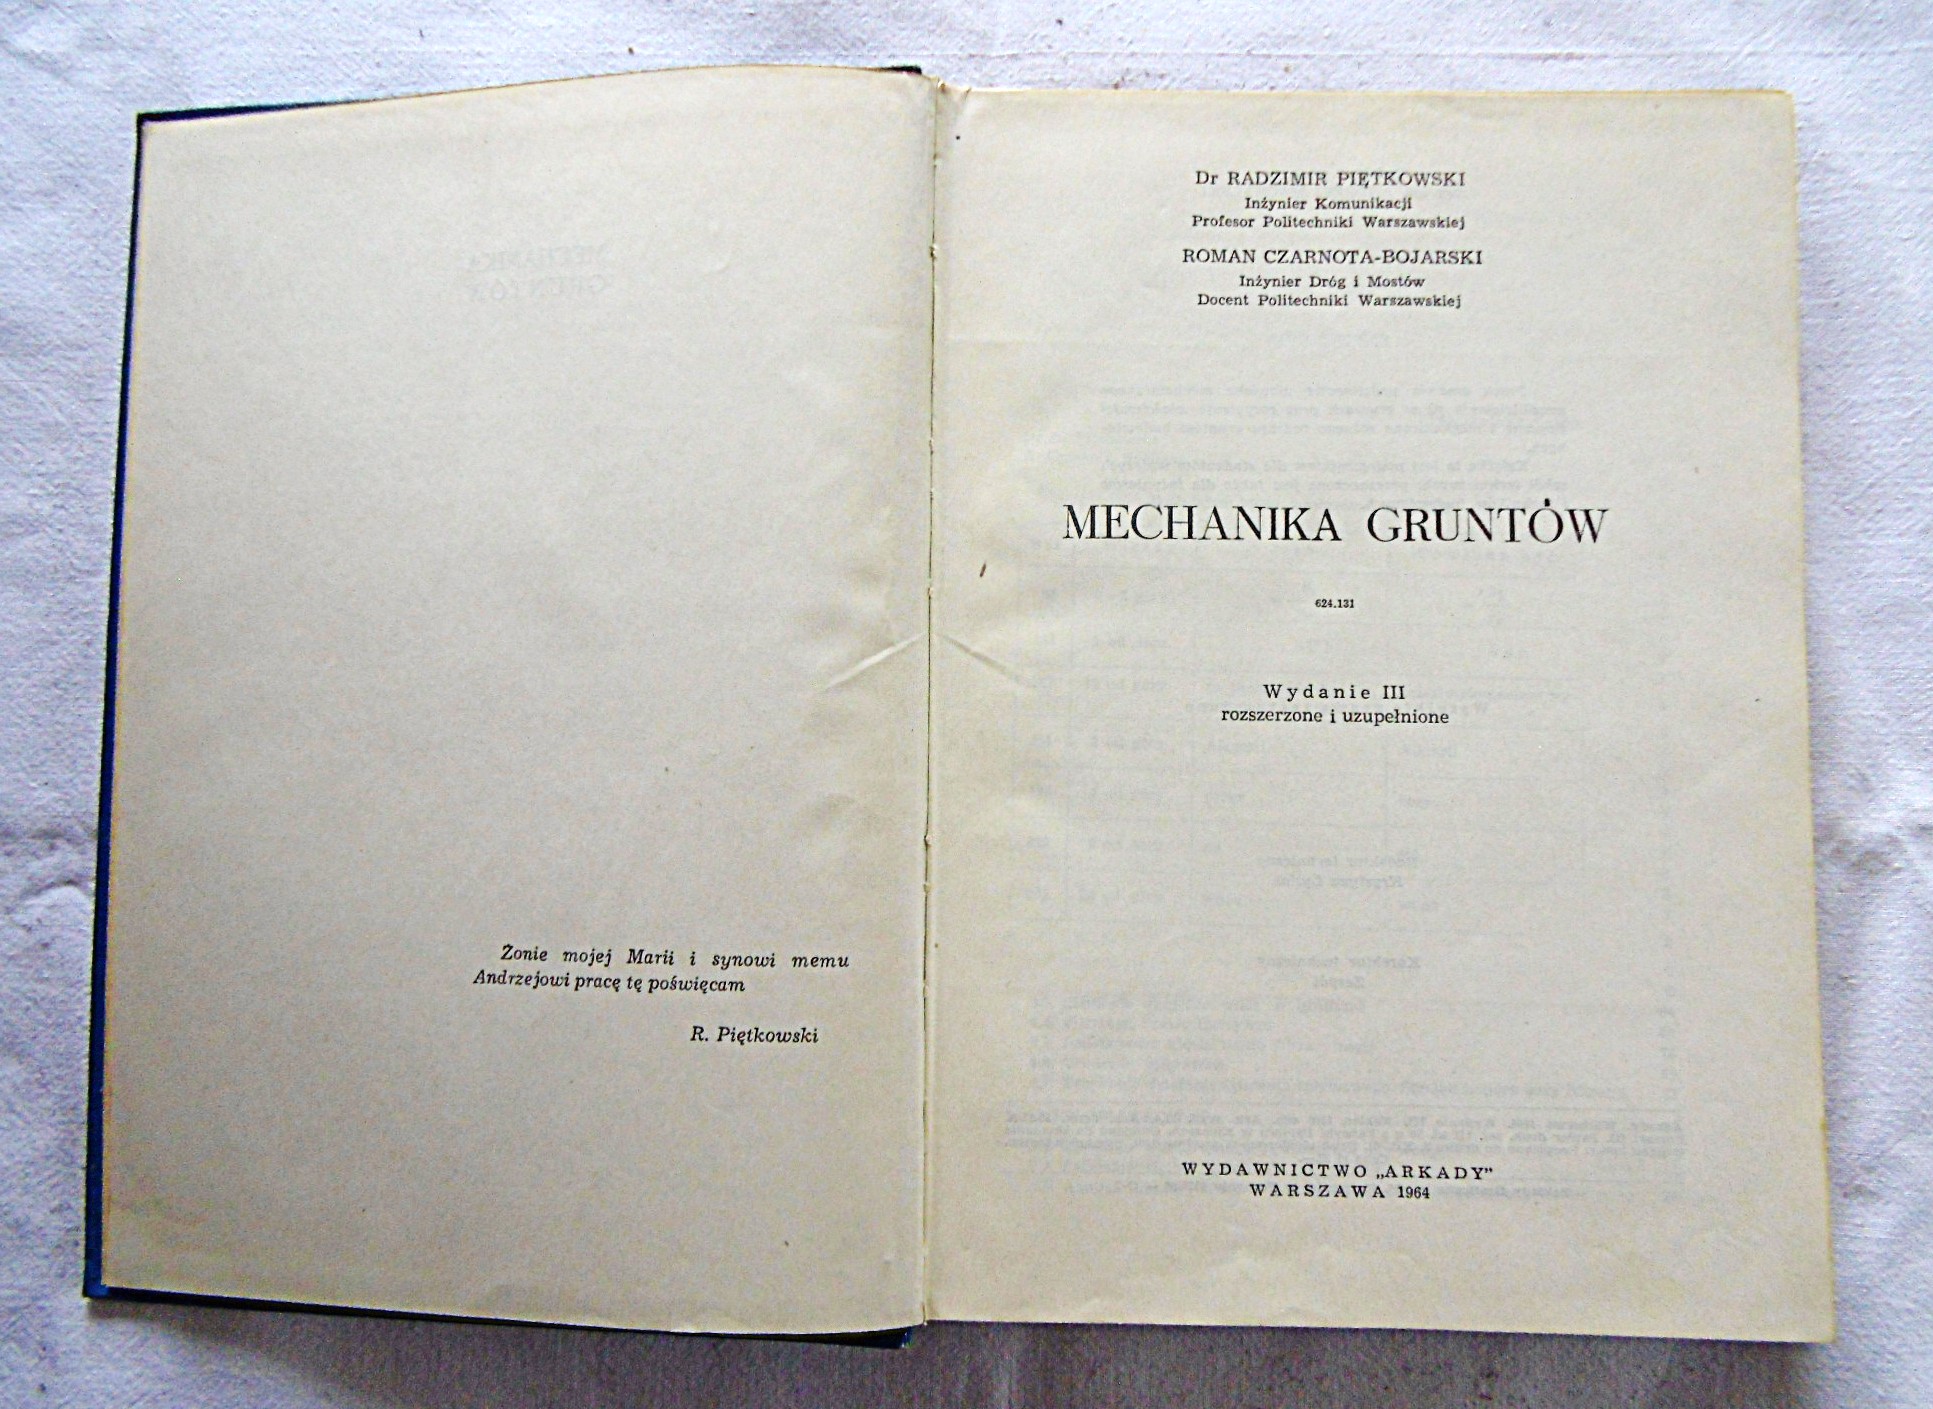 Żonie mojej Marii i synowi memu
Andrzejowi pracę tę poświęcam
R. Piętkowski
Dr RADZIMIR PIĘTKOWSKI
Inżynier Komunikacji
Profesor Politechniki Warszawskiej
ROMAN CZARNOTA-BOJARSKI
Inżynier Dróg i Mostów
Docent Politechniki Warszawskiej
MECHANIKA GRUNTÓW
624.131
Wydanie III
rozszerzone i uzupełnione
WYDAWNICTWO „ARKADY”
WARSZAWA 1964